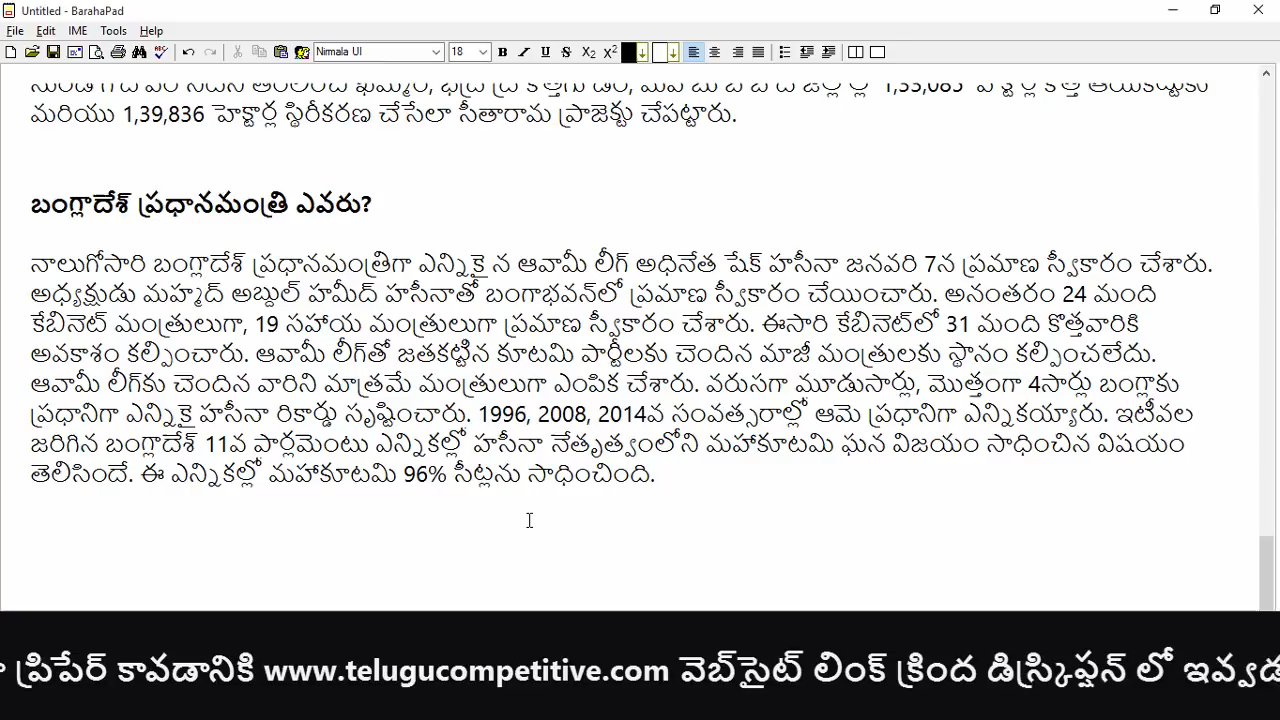 Untitled - BarahaPad
File Edit IME Tools Help
Nimala UI 18
మరియు 1,39,836 హెక్టార్ల స్థిరీకరణ చేసేలా సీతారామ ప్రాజెక్టు చేపట్టారు.
బంగ్లాదేశ్ ప్రధానమంత్రి ఎవరు?
నాలుగోసారి బంగ్లాదేశ్ ప్రధానమంత్రిగా ఎన్నికై న ఆవామీ లీగ్ అధినేత షేక్ హసీనా జనవరి 7న ప్రమాణ స్వీకారం చేశారు.
అధ్యక్షుడు మహ్మద్ అబ్దుల్ హమీద్ హసీనాతో బంగాభవన్‌లో ప్రమాణ స్వీకారం చేయించారు. అనంతరం 24 మంది
కేబినెట్ మంత్రులుగా, 19 సహాయ మంత్రులుగా ప్రమాణ స్వీకారం చేశారు. ఈసారి కేబినెట్‌లో 31 మంది కొత్తవారికి
అవకాశం కల్పించారు. ఆవామీ లీగ్‌తో జతకట్టిన కూటమి పార్టీలకు చెందిన మాజీ మంత్రులకు స్థానం కల్పించలేదు.
ఆవామీ లీగ్‌కు చెందిన వారిని మాత్రమే మంత్రులుగా ఎంపిక చేశారు. వరుసగా మూడుసార్లు, మొత్తంగా 4సార్లు బంగ్లాకు
ప్రధానిగా ఎన్నికై హసీనా రికార్డు సృష్టించారు. 1996, 2008, 2014వ సంవత్సరాల్లో ఆమె ప్రధానిగా ఎన్నికయ్యారు. ఇటీవల
జరిగిన బంగ్లాదేశ్ 11వ పార్లమెంటు ఎన్నికల్లో హసీనా నేతృత్వంలోని మహాకూటమి ఘన విజయం సాధించిన విషయం
తెలిసిందే. ఈ ఎన్నికల్లో మహాకూటమి 96% సీట్లను సాధించింది.
ప్రిపేర్ కావడానికి www.telugucompetitive.com వెబ్‌సైట్ లింక్ క్రింద డిస్క్రిప్షన్ లో